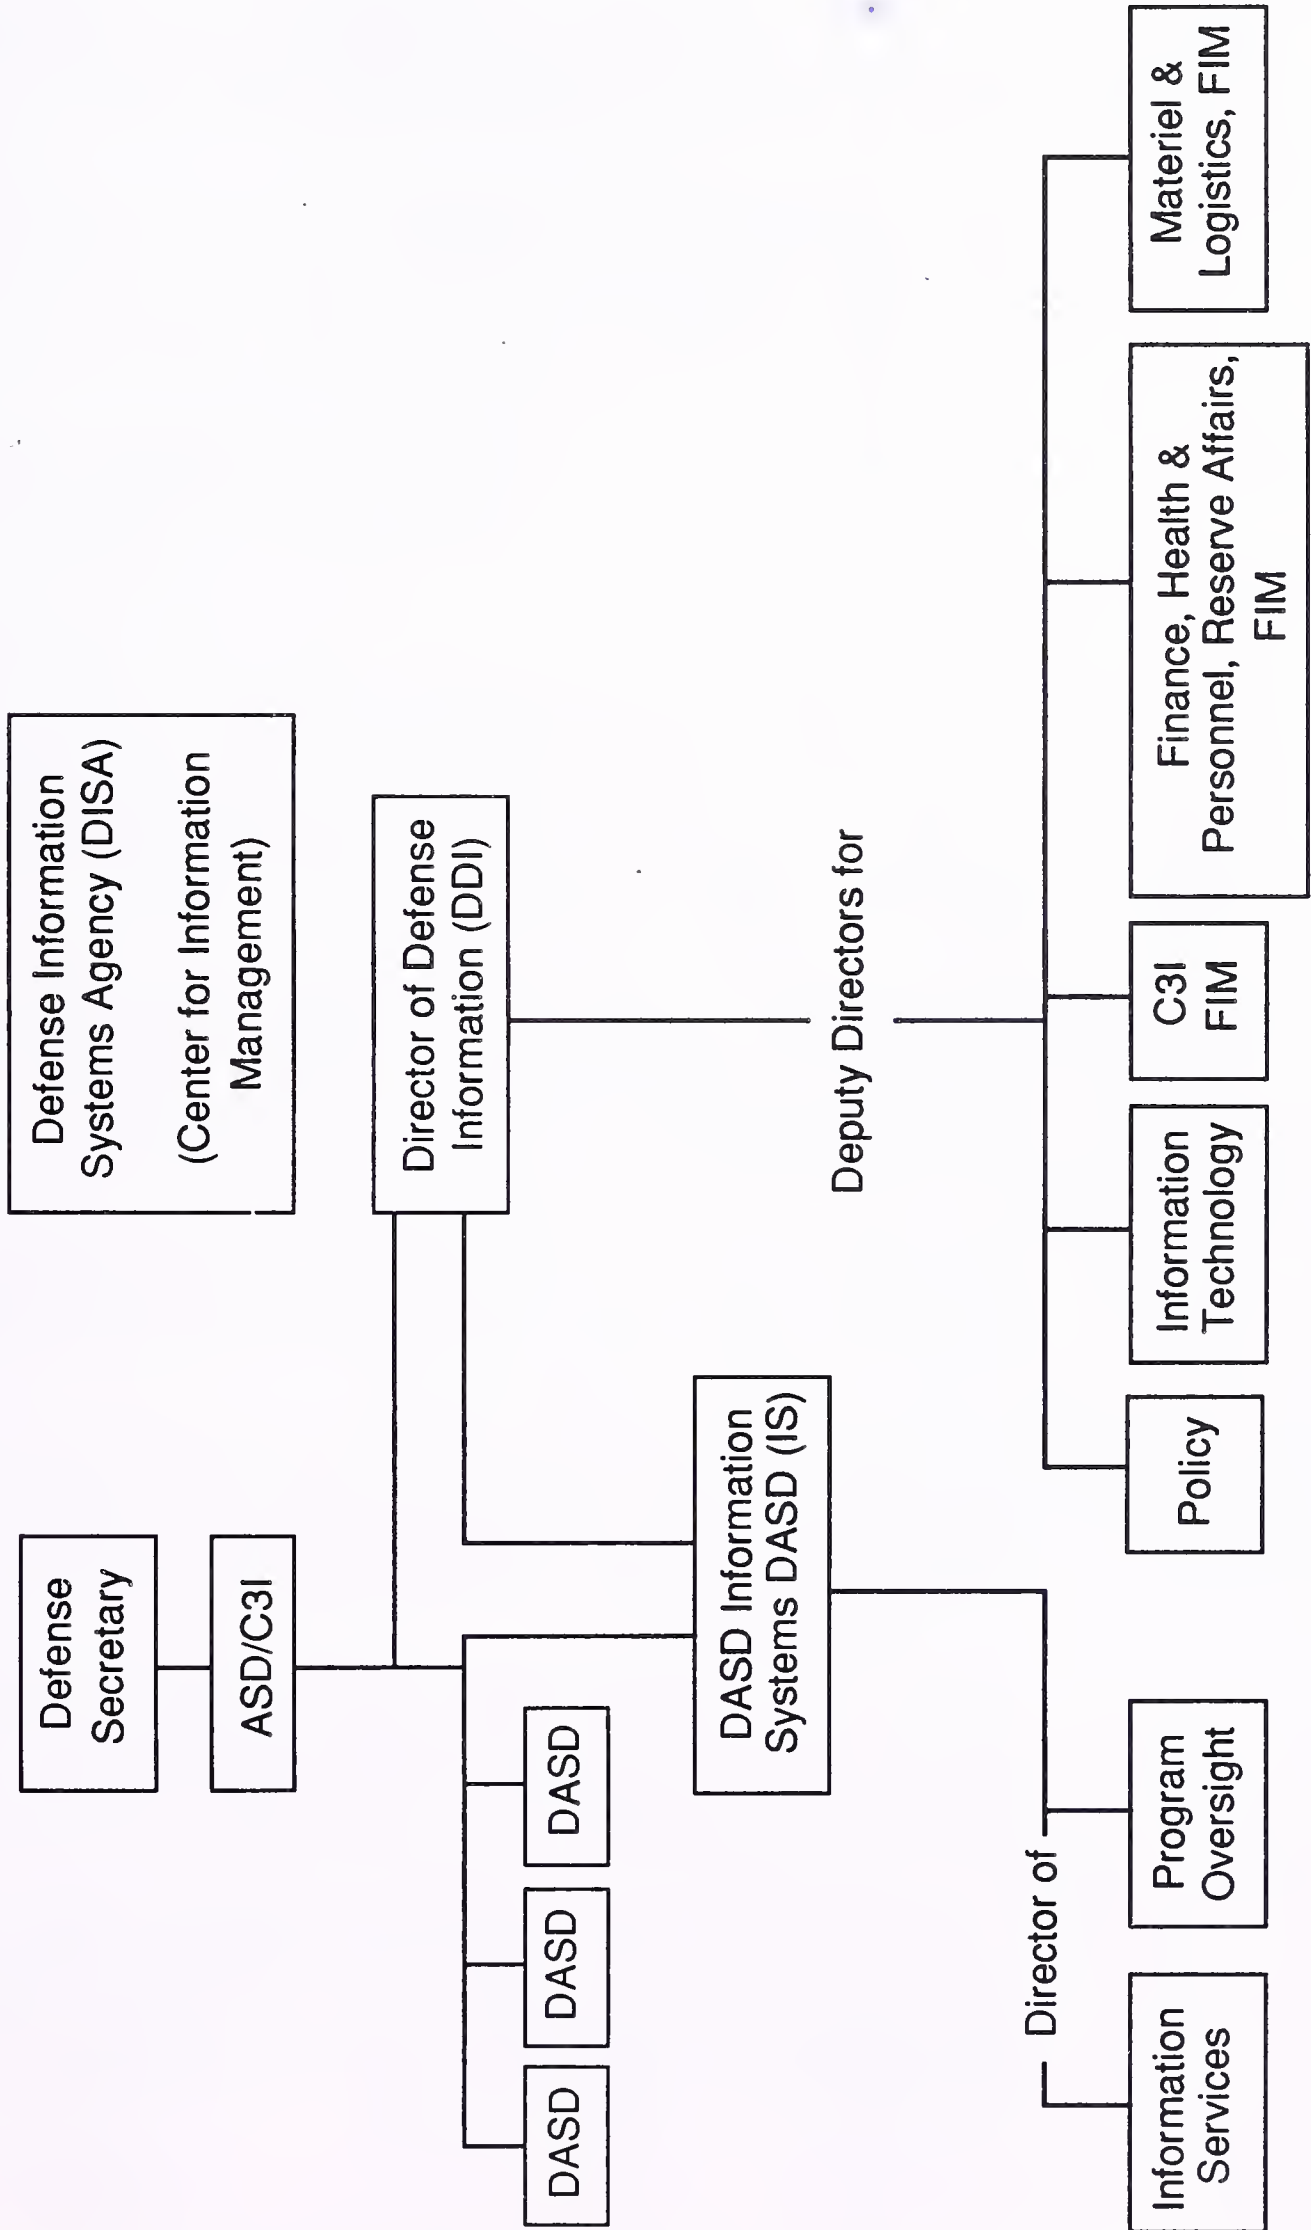 Defense
Secretary
ASD/C3I
Defense Information
Systems Agency (DISA)
(Center for Information
Management)
Director of Defense
Information (DDI)
DASD
DASD
DASD
DASD Information
Systems DASD (IS)
Deputy Directors for
Director of
Information
Services
Program
Oversight
Policy
Information
Technology
C3I
FIM
Finance, Health &
Personnel, Reserve Affairs,
FIM
Materiel &
Logistics, FIM